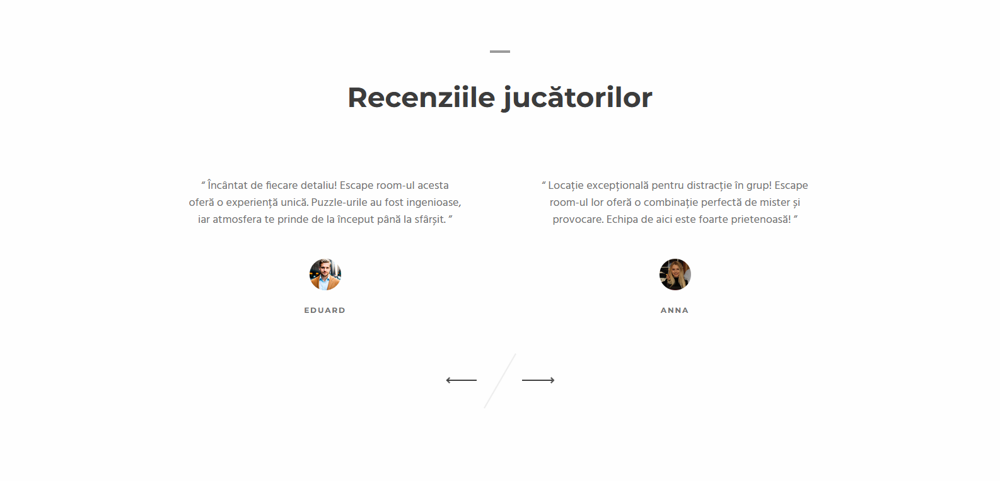 Recenziile jucătorilor
“ Încântat de fiecare detaliu! Escape room-ul acesta
oferă o experiență unică. Puzzle-urile au fost ingenioase,
iar atmosfera te prinde de la început până la sfârșit. ”
EDUARD
“ Locație excepțională pentru distracție în grup! Escape
room-ul lor oferă o combinație perfectă de mister și
provocare. Echipa de aici este foarte prietenoasă! ”
ANNA